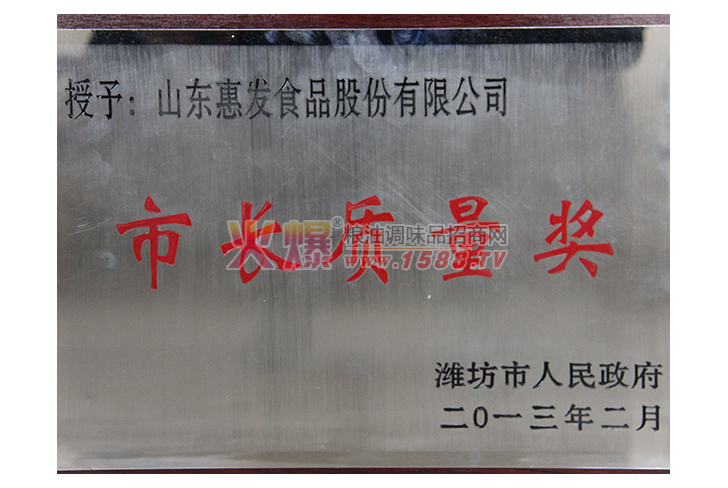 授予：山东惠发食品股份有限公司
市长质量奖
火爆®粮油调味品招商网
www.1588.TV
潍坊市人民政府
二0一三年二月